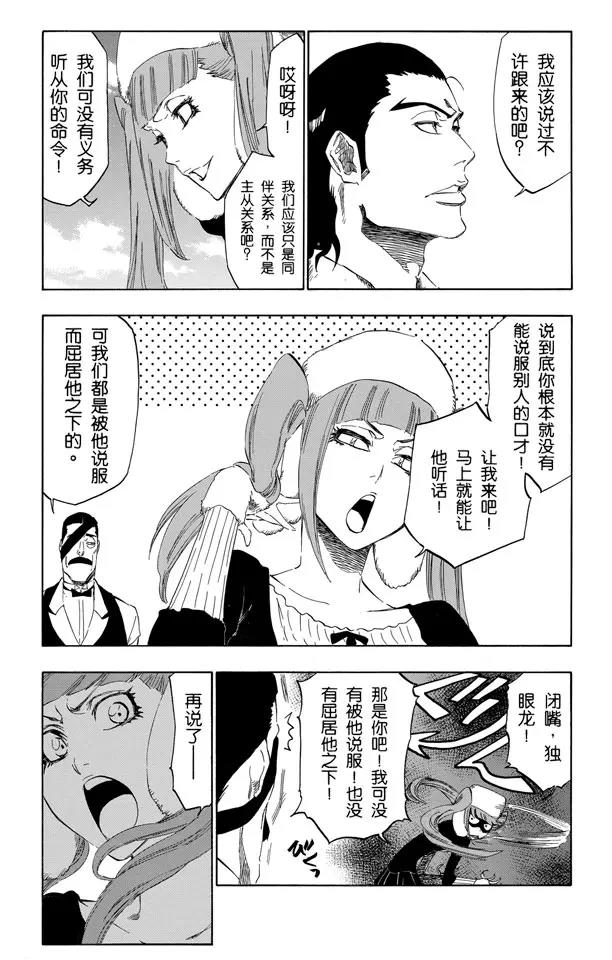 我应该说过不
许跟来的吧？
哎呀呀！
我们应该只是同
伴关系，而不是
主从关系吧？
我们可没有义务
听从你的命令！
说到底你根本就没有
能说服别人的口才！
让我来吧！
马上就能让
他听话！
可我们都是被他说服
而屈居他之下的。
闭嘴，独
眼龙！
那是你吧！我可没
有被他说服！也没
有屈居他之下！
びくっ
再说了——